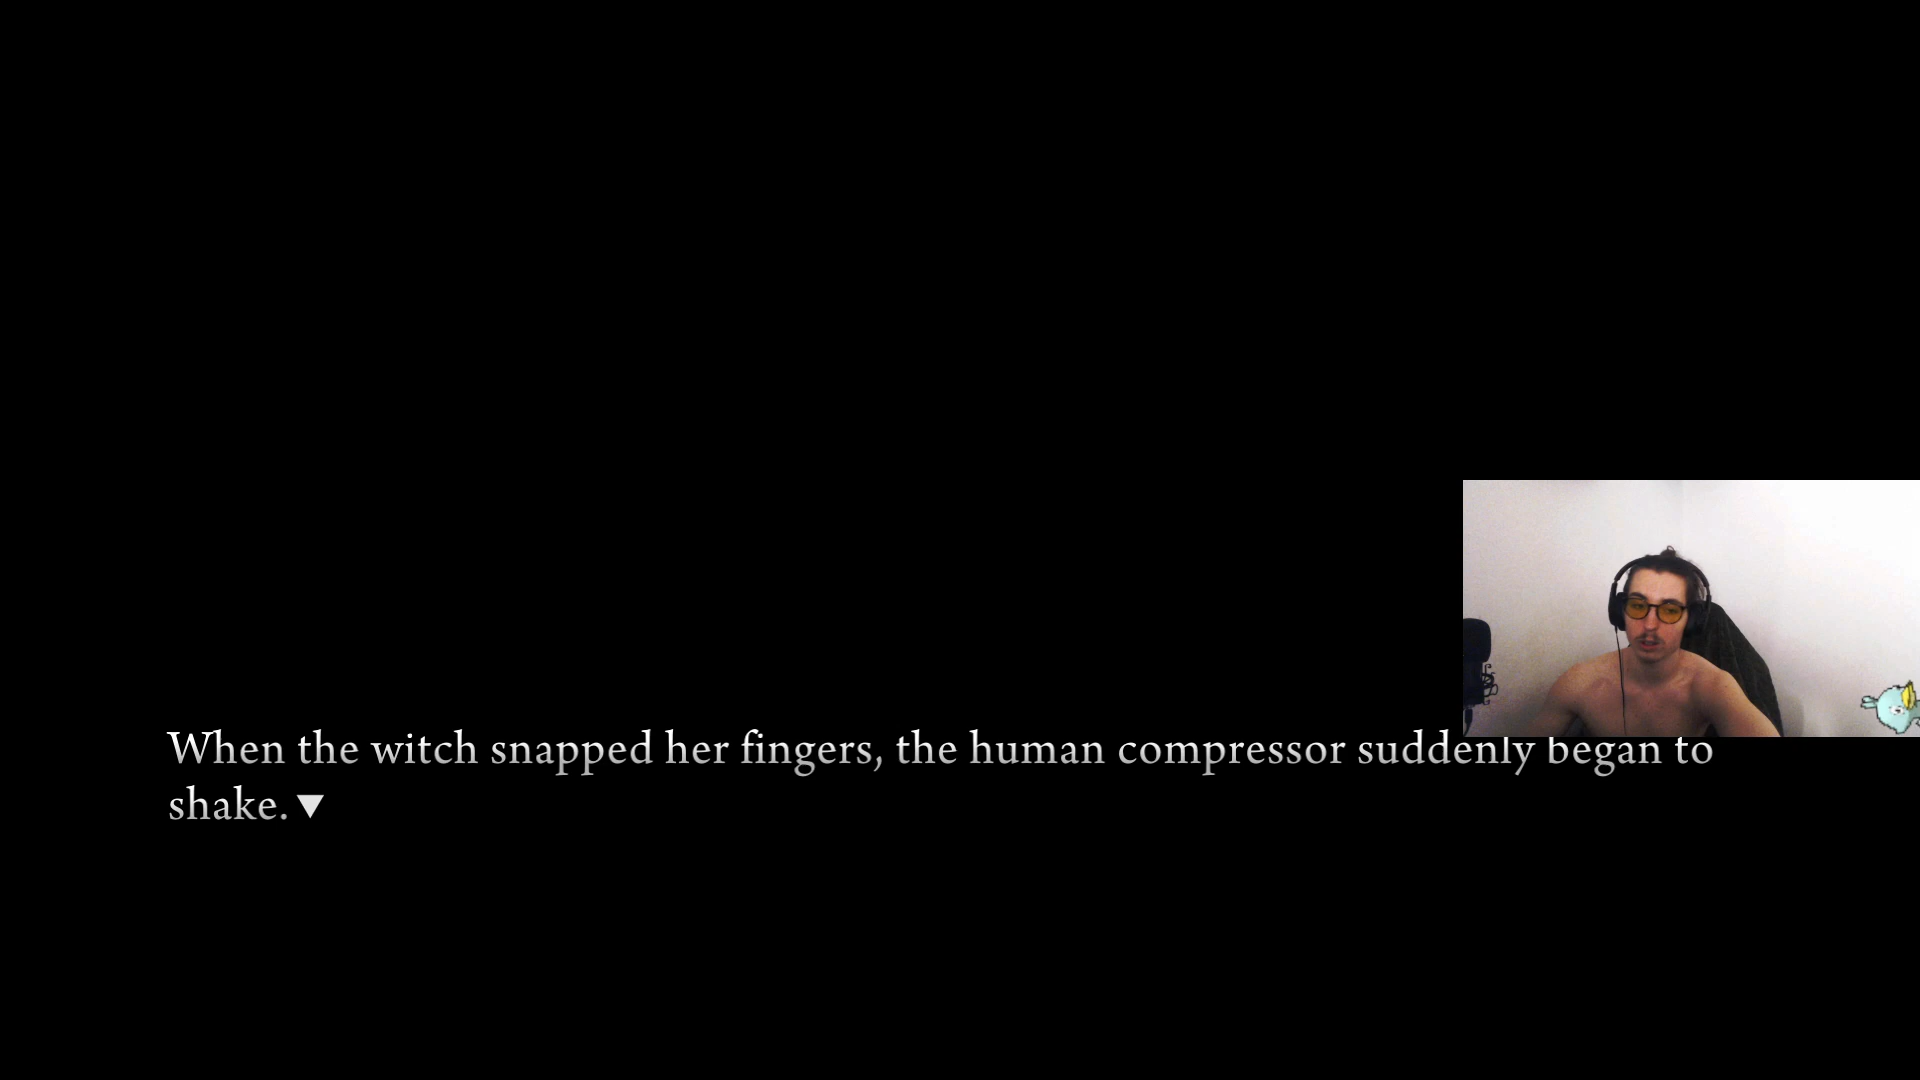 When the witch snapped her fingers, the human compressor suddenly began to
shake.